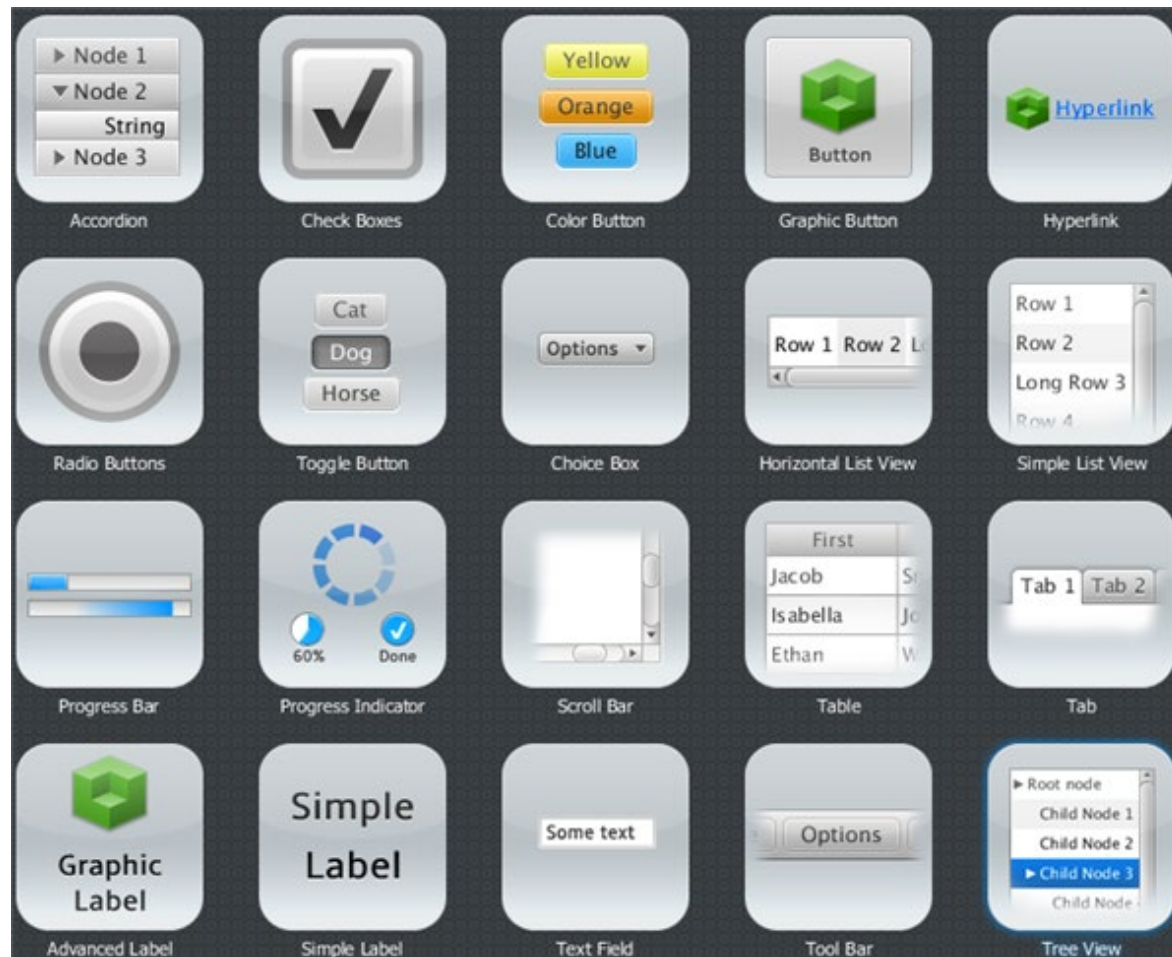 Node 1
Node 2
String
Node 3
Accordion
Check Boxes
Yellow
Orange
Blue
Color Button
Button
Graphic Button
Hyperlink
Hyperlink
Radio Buttons
Cat
Dog
Horse
Toggle Button
Options
Choice Box
Row 1 Row 2
Horizontal List View
Row 1
Row 2
Long Row 3
Row 4
Simple List View
Progress Bar
60% Done
Progress Indicator
Scroll Bar
First
Jacob
Isabella
Ethan
Table
Tab 1 Tab 2
Tab
Graphic
Label
Advanced Label
Simple
Label
Simple Label
Some text
Text Field
Options
Tool Bar
Root node
Child Node 1
Child Node 2
Child Node 3
Child Node
Tree View